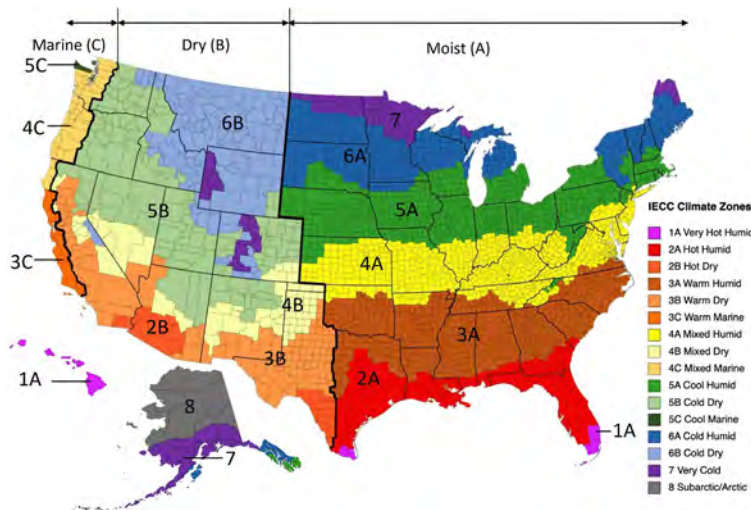 Marine (C)
Dry (B)
Moist (A)
5C
4C
6B
7
6A
5B
5A
3C
4A
4B
2B
3B
3A
2A
1A
8
1A
7
IECC Climate Zones
1A Very Hot Humid
2A Hot Humid
2B Hot Dry
3A Warm Humid
3B Warm Dry
3C Warm Marine
4A Mixed Humid
4B Mixed Dry
4C Mixed Marine
5A Cool Humid
5B Cold Dry
5C Cool Marine
6A Cold Humid
6B Cold Dry
7 Very Cold
8 Subarctic/Arctic